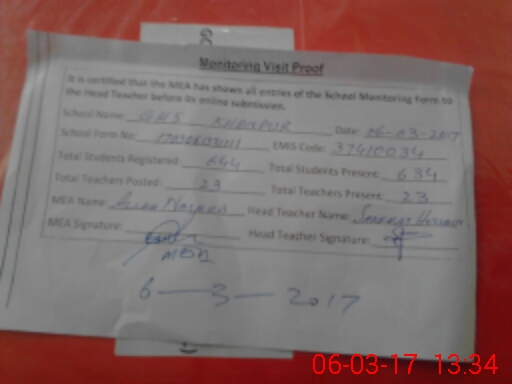 Monitoring Visit Proof
It is certified that the MEA has shown all entries of the School Monitoring Form to
the Head Teacher before its online submission.
School Name: GHS KHANPUR Date: 06-03-2017
School Form No: EMIS Code: 37410034
Total Students Registered: 664 Total Students Present: 634
Total Teachers Posted: 23 Total Teachers Present: 23
MEA Name: Head Teacher Name:
MEA Signature: Head Teacher Signature:
MEA
6-3-2017
06-03-17 13:34